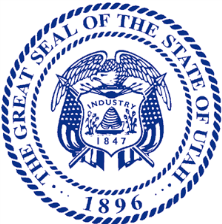 THE GREAT SEAL OF THE STATE OF UTAH
INDUSTRY
1847
1896